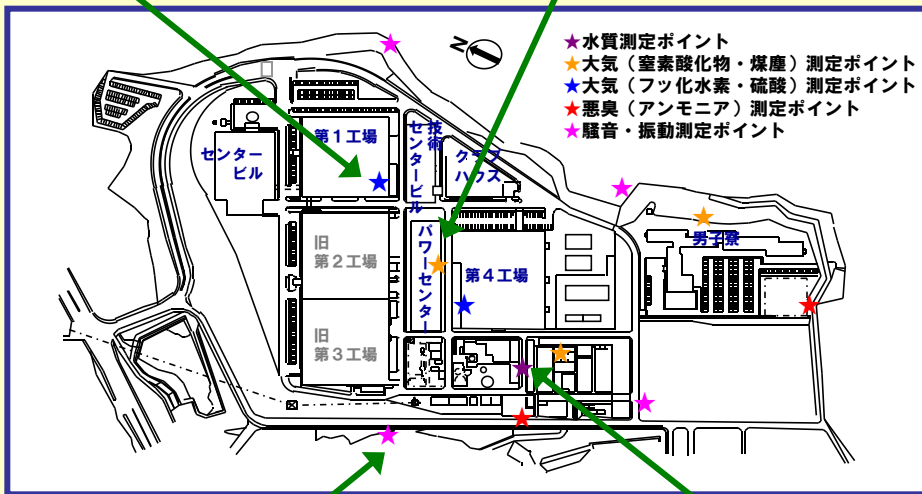 N
★水質測定ポイント
★大気（窒素酸化物・煤塵）測定ポイント
★大気（フッ化水素・硫酸）測定ポイント
★悪臭（アンモニア）測定ポイント
★騒音・振動測定ポイント
センター
ビル
第１工場
技術
センタービル
クラブ
ハウス
旧
第２工場
パワーセンター
第４工場
男子寮
旧
第３工場